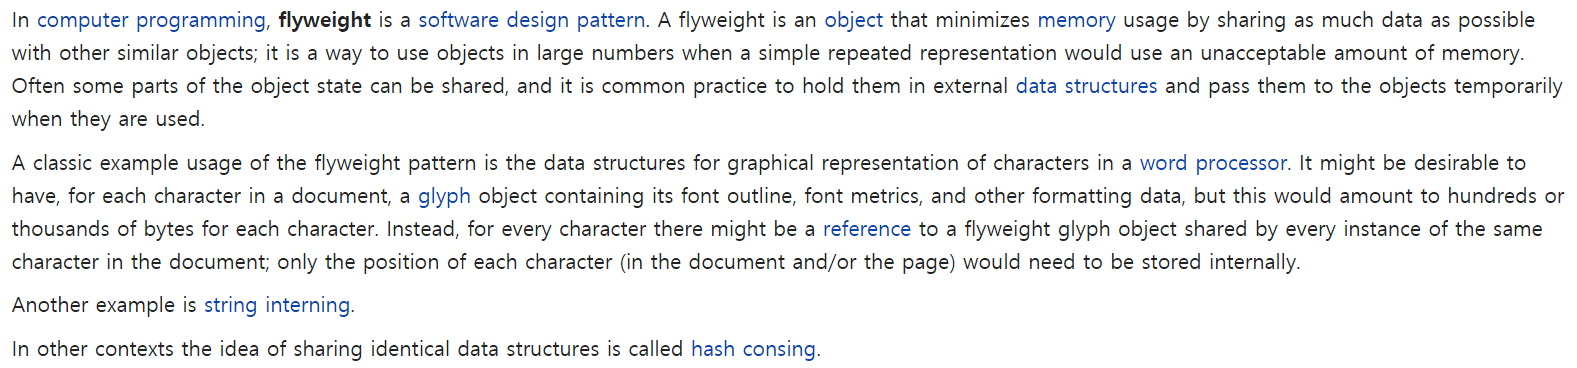 In computer programming, flyweight is a software design pattern. A flyweight is an object that minimizes memory usage by sharing as much data as possible
with other similar objects; it is a way to use objects in large numbers when a simple repeated representation would use an unacceptable amount of memory.
Often some parts of the object state can be shared, and it is common practice to hold them in external data structures and pass them to the objects temporarily
when they are used.
A classic example usage of the flyweight pattern is the data structures for graphical representation of characters in a word processor. It might be desirable to
have, for each character in a document, a glyph object containing its font outline, font metrics, and other formatting data, but this would amount to hundreds or
thousands of bytes for each character. Instead, for every character there might be a reference to a flyweight glyph object shared by every instance of the same
character in the document; only the position of each character (in the document and/or the page) would need to be stored internally.
Another example is string interning.
In other contexts the idea of sharing identical data structures is called hash consing.